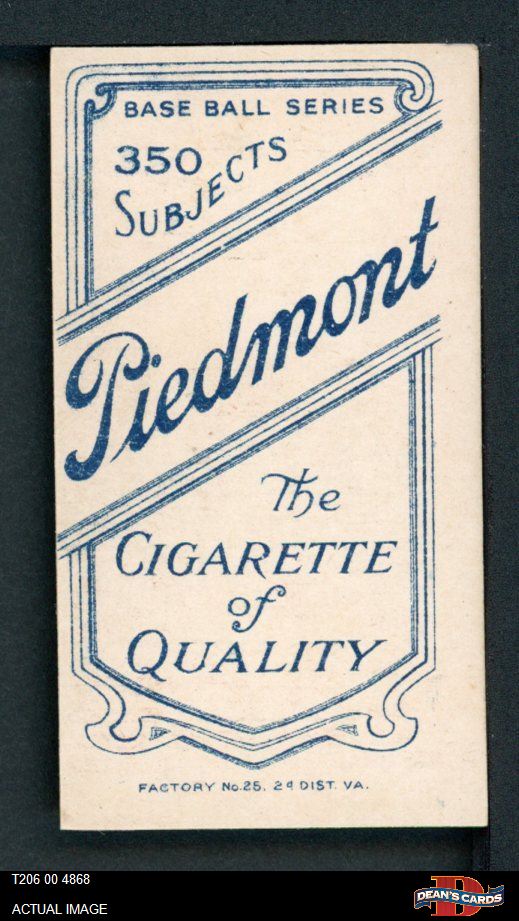 BASE BALL SERIES
350
SUBJECTS
Piedmont
The
CIGARETTE
of
QUALITY
FACTORY No. 25. 2d DIST. VA.
T206 00 4868
ACTUAL IMAGE
D
DEAN'S CARDS